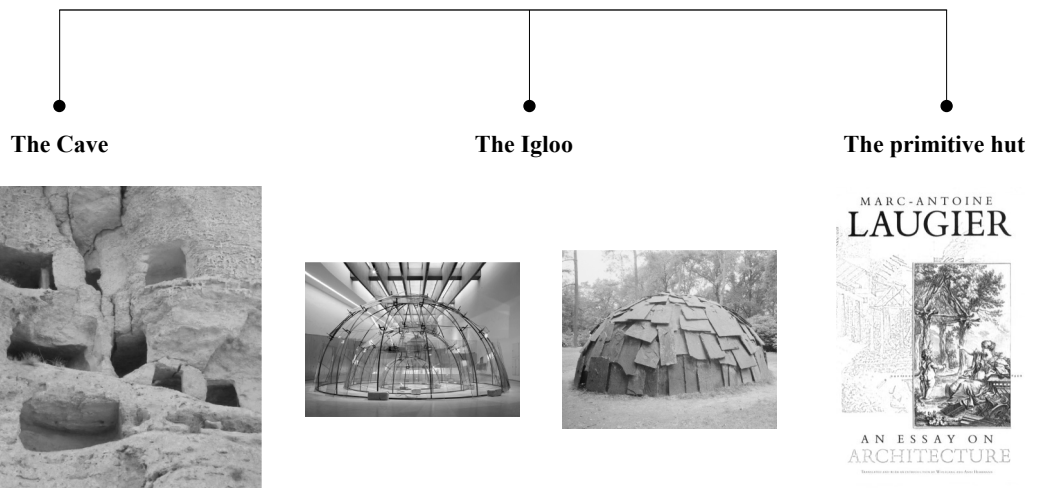 The Cave
The Igloo
The primitive hut
MARC-ANTOINE
LAUGIER
AN ESSAY ON
ARCHITECTURE